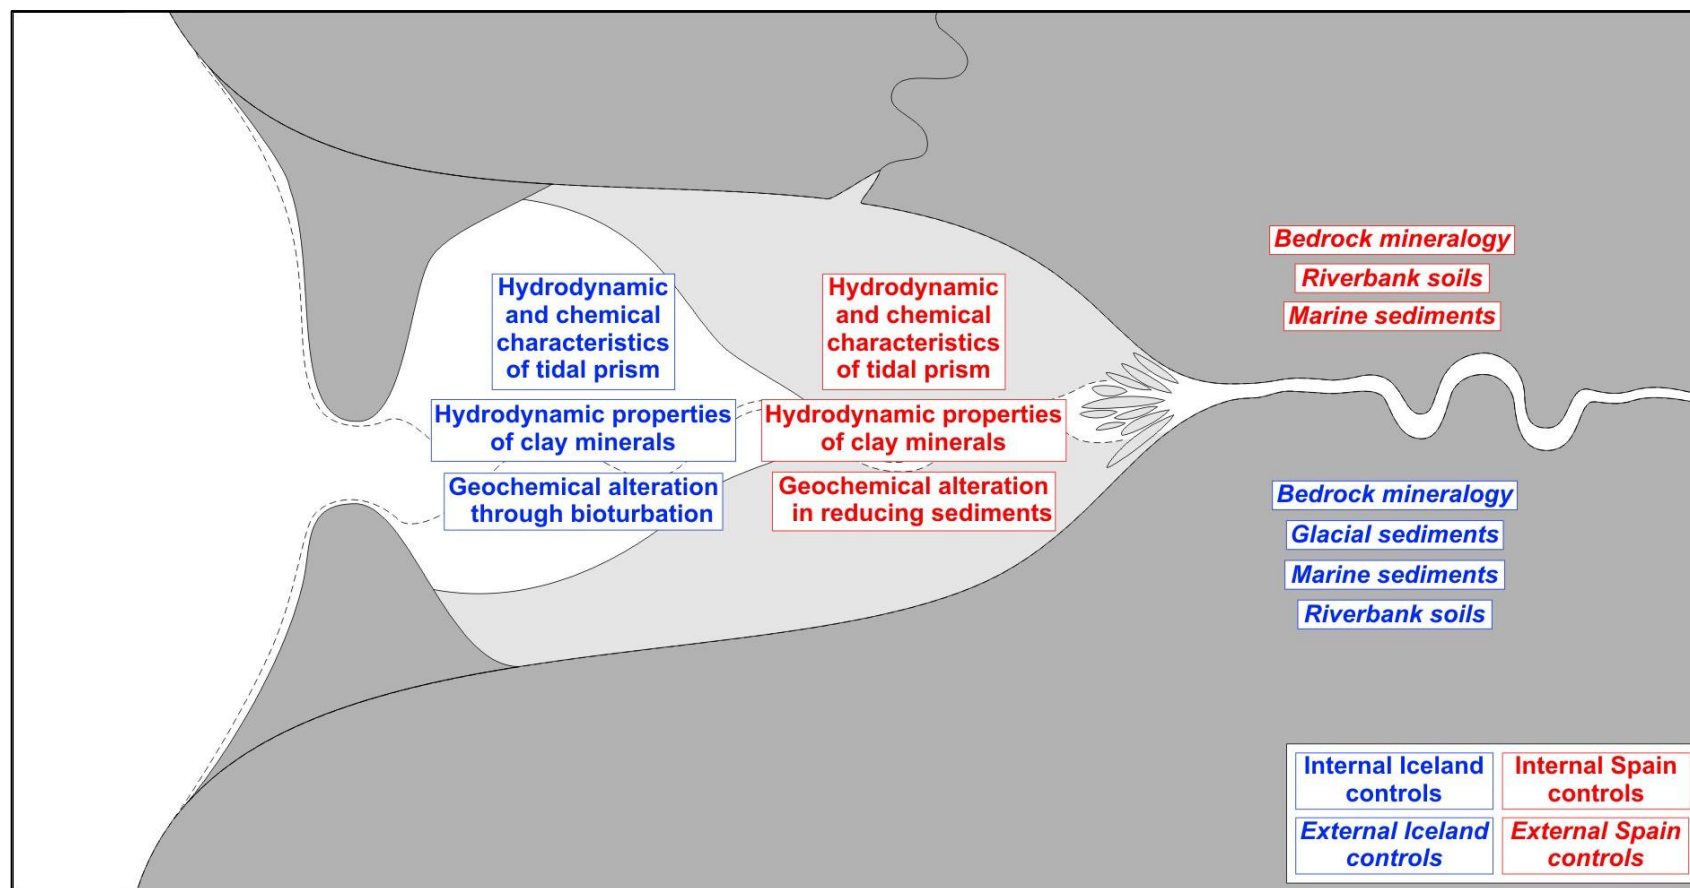 Hydrodynamic
and chemical
characteristics
of tidal prism
Hydrodynamic properties
of clay minerals
Geochemical alteration
through bioturbation
Hydrodynamic
and chemical
characteristics
of tidal prism
Hydrodynamic properties
of clay minerals
Geochemical alteration
in reducing sediments
Bedrock mineralogy
Riverbank soils
Marine sediments
Bedrock mineralogy
Glacial sediments
Marine sediments
Riverbank soils
Internal Iceland
controls
Internal Spain
controls
External Iceland
controls
External Spain
controls